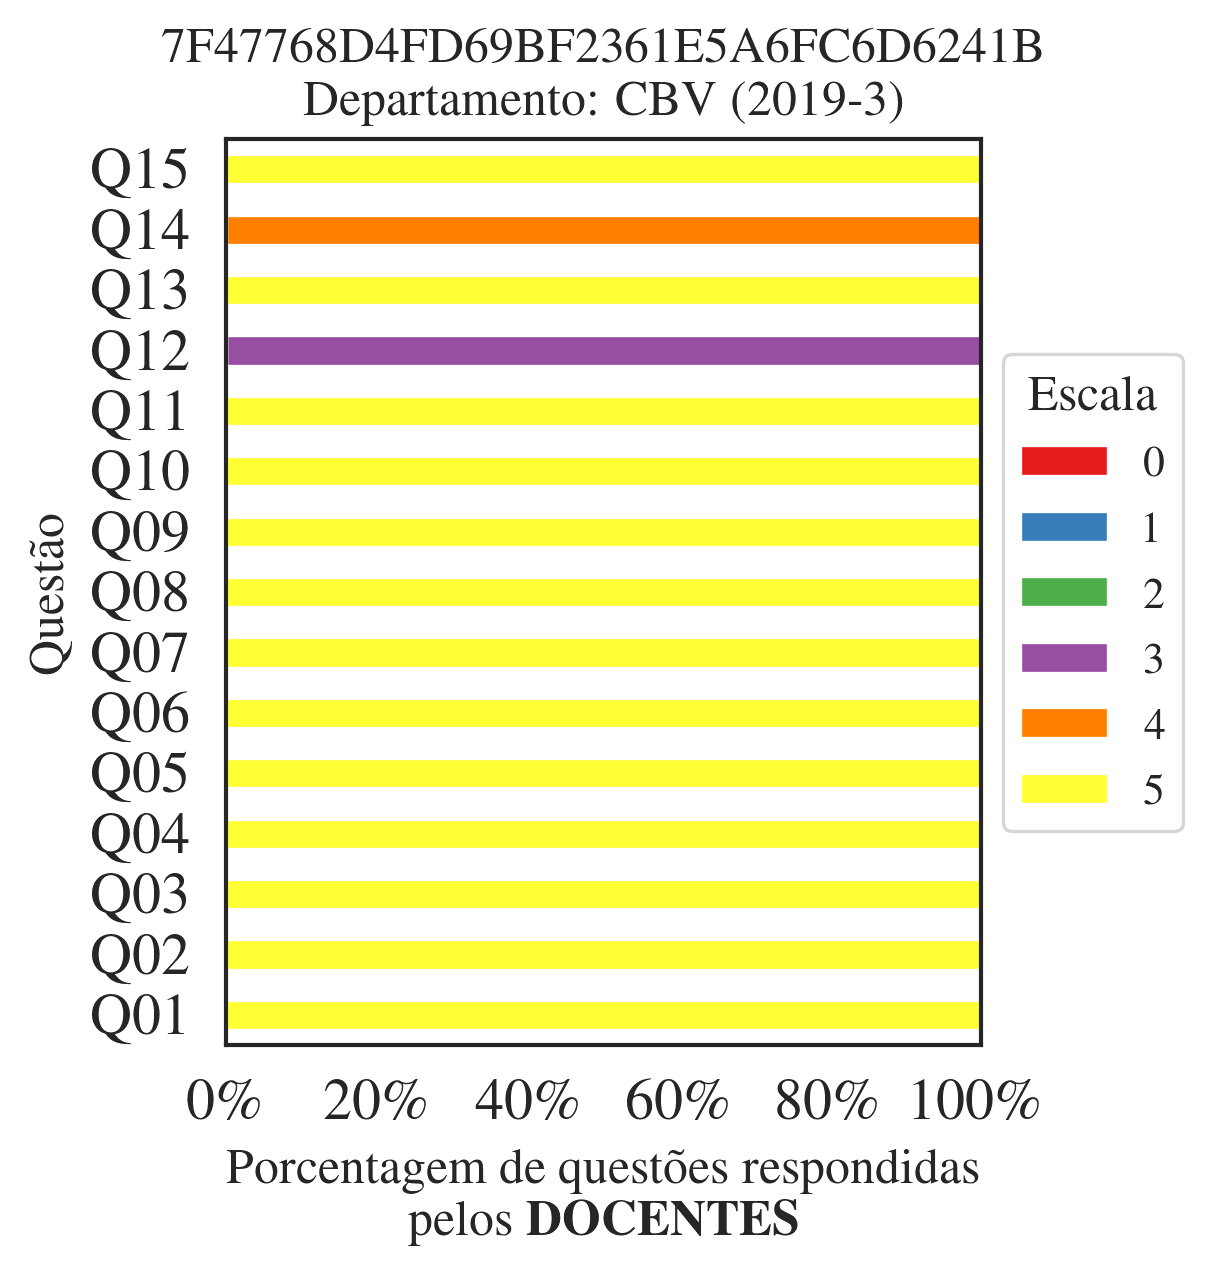 7F47768D4FD69BF2361E5A6FC6D6241B
Departamento: CBV (2019-3)
Q15
Q14
Q13
Q12
Q11
Q10
Q09
Q08
Q07
Q06
Q05
Q04
Q03
Q02
Q01
Questão
0% 20% 40% 60% 80% 100%
Porcentagem de questões respondidas
pelos DOCENTES
Escala
0
1
2
3
4
5